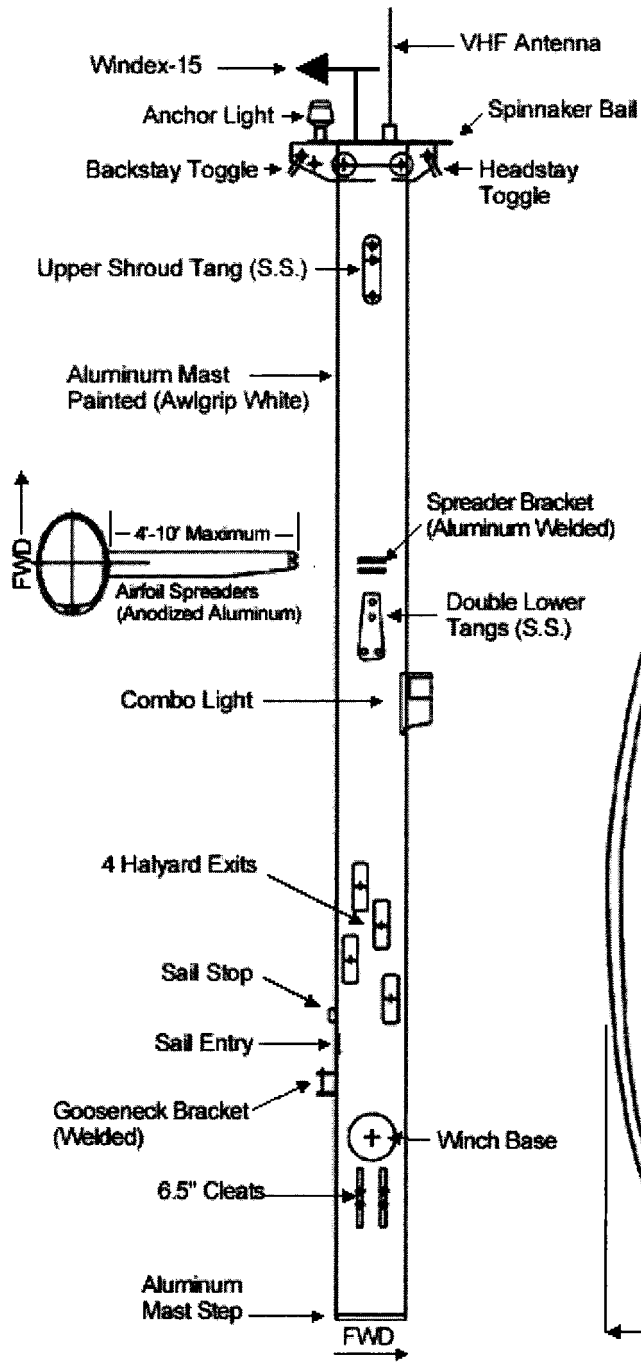 VHF Antenna
Windex-15
Spinnaker Bail
Anchor Light
Backstay Toggle
Headstay
Toggle
Upper Shroud Tang (S.S.)
Aluminum Mast
Painted (Awlgrip White)
Spreader Bracket
(Aluminum Welded)
4'-10' Maximum
FWD
Airfoil Spreaders
(Anodized Aluminum)
Double Lower
Tangs (S.S.)
Combo Light
4 Halyard Exits
Sail Stop
Sail Entry
Gooseneck Bracket
(Welded)
Winch Base
6.5" Cleats
Aluminum
Mast Step
FWD